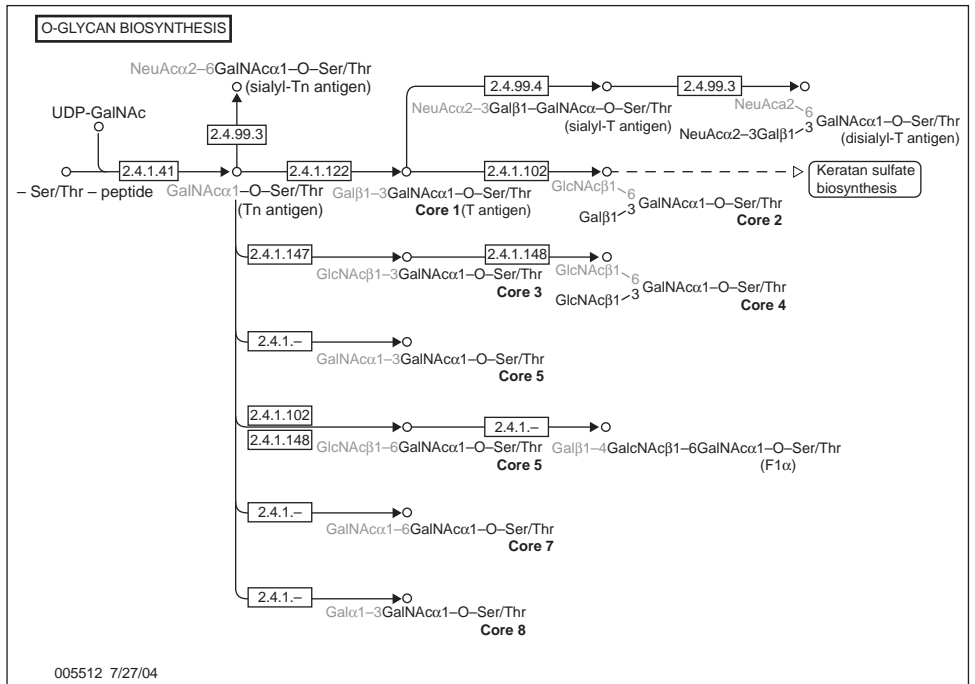 O-GLYCAN BIOSYNTHESIS
NeuAcα2–6GalNAcα1–O–Ser/Thr
(sialyl-Tn antigen)
2.4.99.4
2.4.99.3
UDP-GalNAc
2.4.99.3
NeuAcα2–3Galβ1–GalNAcα–O–Ser/Thr
(sialyl-T antigen)
NeuAca2–6
NeuAcα2–3Galβ1–3
GalNAcα1–O–Ser/Thr
(disialyl-T antigen)
2.4.1.41
2.4.1.122
2.4.1.102
Keratan sulfate
biosynthesis
– Ser/Thr – peptide
GalNAcα1–O–Ser/Thr
(Tn antigen)
Galβ1–3GalNAcα1–O–Ser/Thr
Core 1(T antigen)
GlcNAcβ1–6
Galβ1–3
GalNAcα1–O–Ser/Thr
Core 2
2.4.1.147
2.4.1.148
GlcNAcβ1–3GalNAcα1–O–Ser/Thr
Core 3
GlcNAcβ1–6
GlcNAcβ1–3
GalNAcα1–O–Ser/Thr
Core 4
2.4.1.–
GalNAcα1–3GalNAcα1–O–Ser/Thr
Core 5
2.4.1.102
2.4.1.148
2.4.1.–
GlcNAcβ1–6GalNAcα1–O–Ser/Thr
Core 5
Galβ1–4GalcNAcβ1–6GalNAcα1–O–Ser/Thr
(F1α)
2.4.1.–
GalNAcα1–6GalNAcα1–O–Ser/Thr
Core 7
2.4.1.–
Galα1–3GalNAcα1–O–Ser/Thr
Core 8
005512 7/27/04